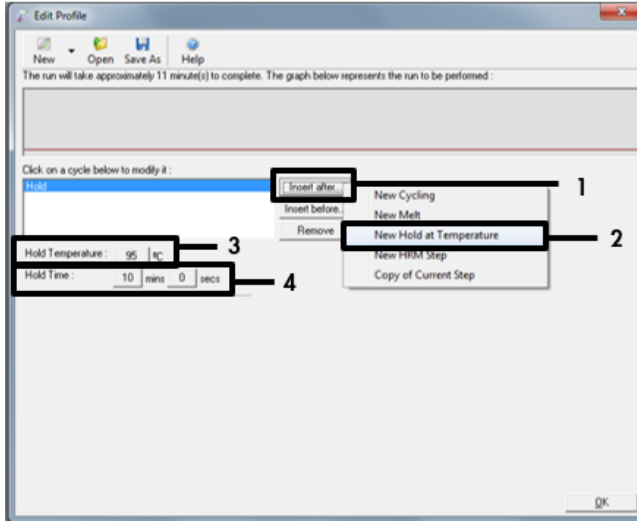 Edit Profile
New Open Save As Help
The run will take approximately 11 minute(s) to complete. The graph below represents the run to be performed :
Click on a cycle below to modify it :
Hold
Insert after...
Insert before...
Remove
New Cycling
New Melt
New Hold at Temperature
New HRM Step
Copy of Current Step
1
2
Hold Temperature : 95 ºC
3
Hold Time : 10 mins 0 secs
4
OK